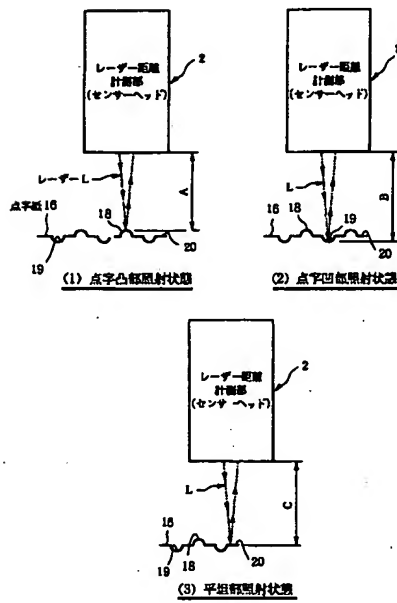 レーザー距離
計測部
(センサーヘッド)
2
レーザーL
A
点字紙16
18
19
20
(1) 点字凸部照射状態
レーザー距離
計測部
(センサーヘッド)
L
B
16
18
19
20
(2) 点字凹部照射状態
レーザー距離
計測部
(センサーヘッド)
2
L
C
16
19
18
20
(3) 平坦部照射状態